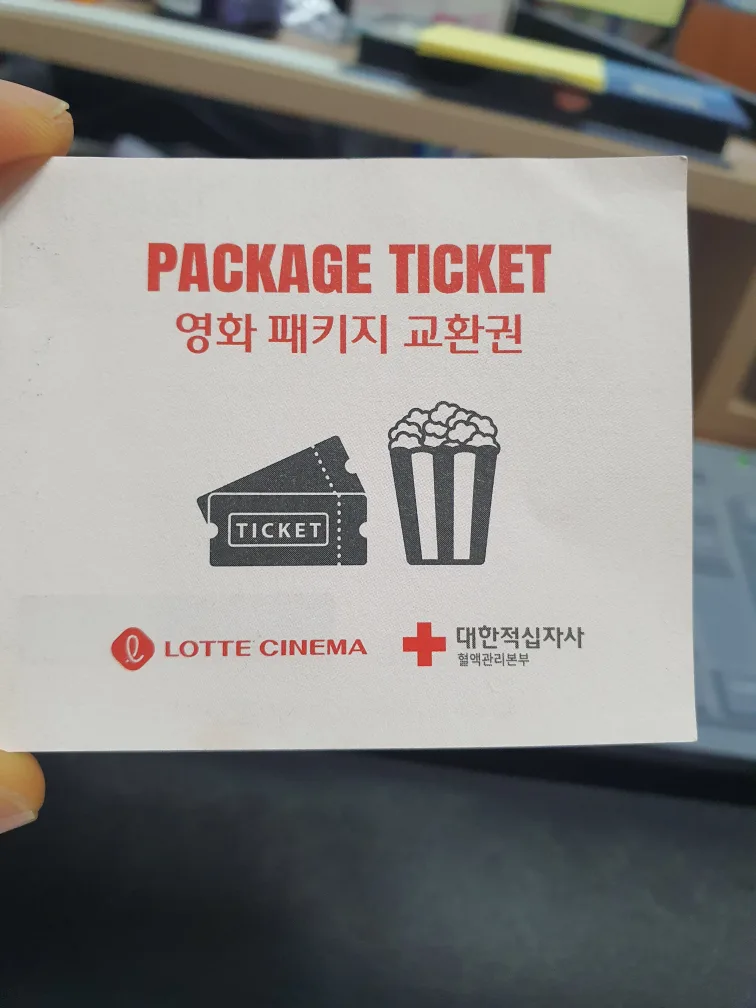 PACKAGE TICKET
영화 패키지 교환권
TICKET
LOTTE CINEMA
대한적십자사
혈액관리본부